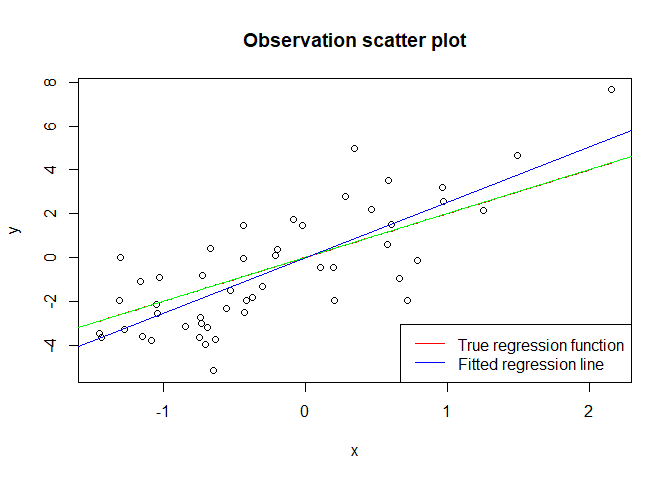 Observation scatter plot
8
6
4
2
0
-2
-4
y
-1
0
1
2
x
True regression function
Fitted regression line